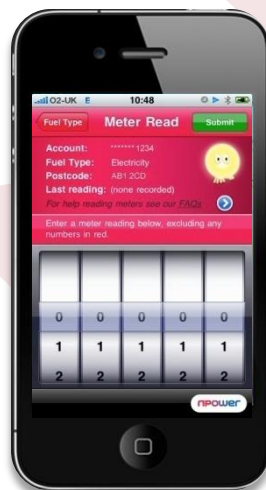 O2-UK E 10:48
Fuel Type Meter Read Submit
Account: *******1234
Fuel Type: Electricity
Postcode: AB1 2CD
Last reading: (none recorded)
For help reading meters see our FAQs
Enter a meter reading below, excluding any
numbers in red.
0 0 0 0 0
1 1 1 1 1
2 2 2 2 2
npower